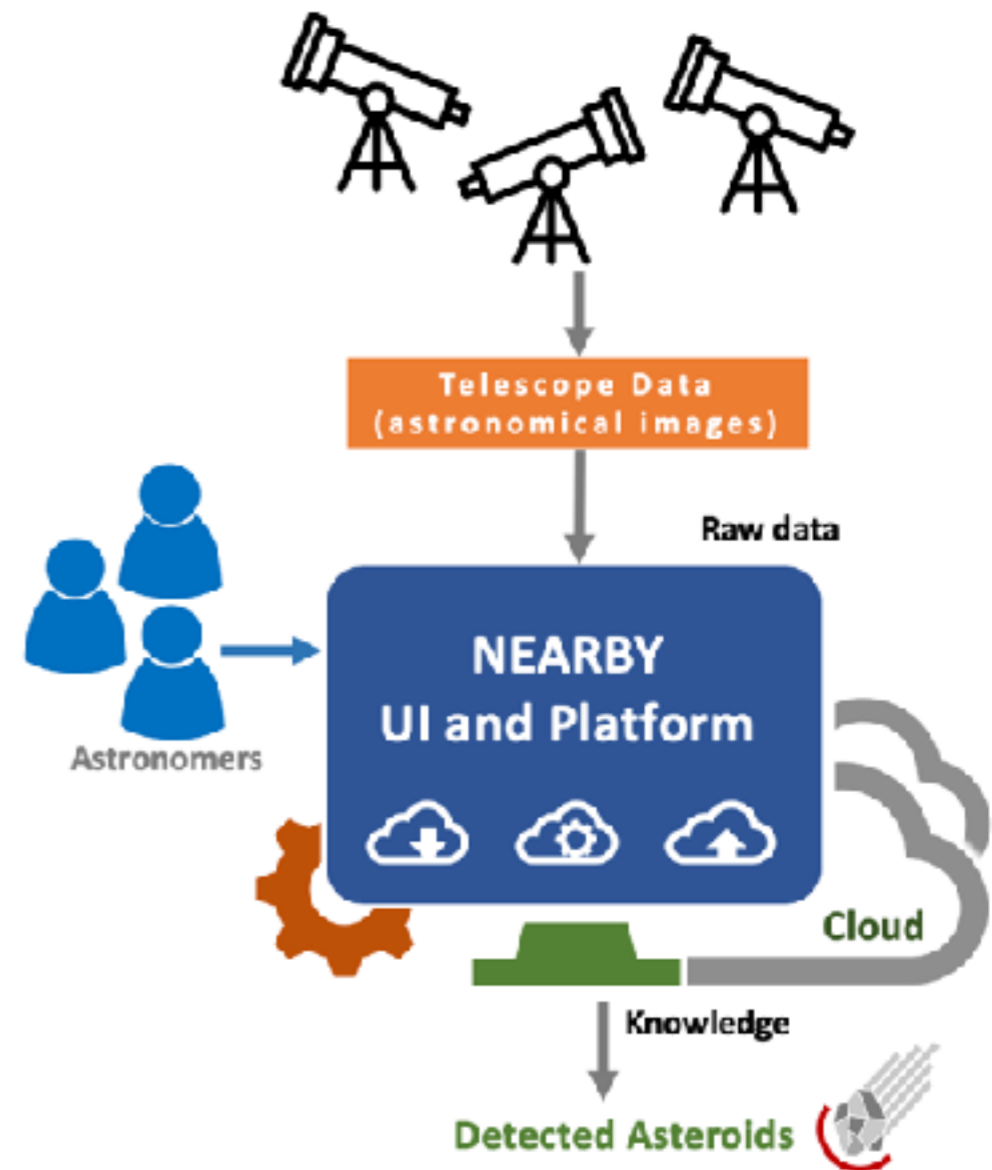 Telescope Data
(astronomical images)
Raw data
NEARBY
UI and Platform
Astronomers
Cloud
Knowledge
Detected Asteroids